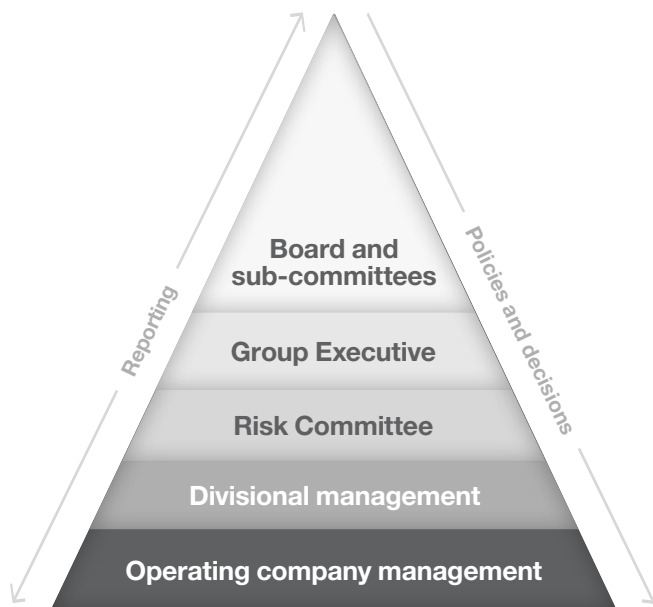 Board and
sub-committees
Group Executive
Risk Committee
Divisional management
Operating company management
Reporting
Policies and decisions